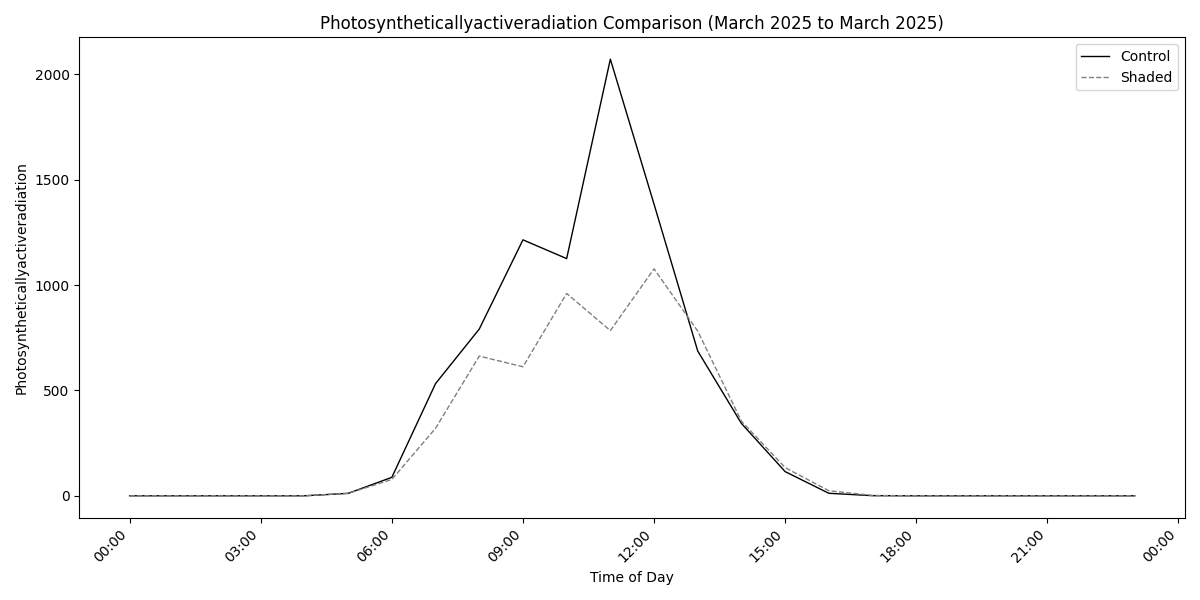 Photosyntheticallyactiveradiation Comparison (March 2025 to March 2025)
Control
Shaded
Photosyntheticallyactiveradiation
2000
1500
1000
500
0
00:00
03:00
06:00
09:00
12:00
15:00
18:00
21:00
00:00
Time of Day